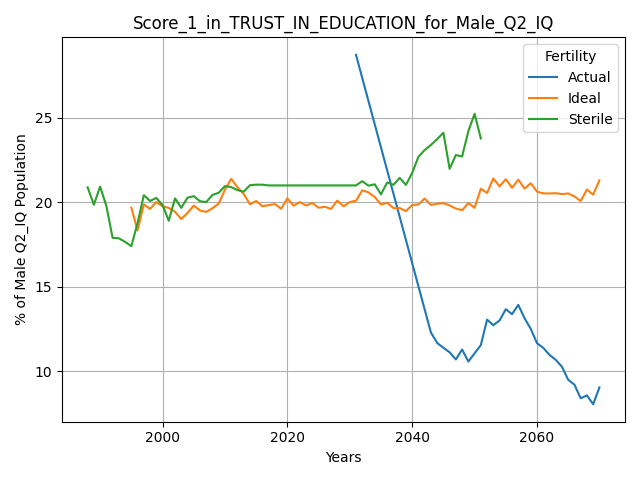 Score_1_in_TRUST_IN_EDUCATION_for_Male_Q2_IQ
% of Male Q2_IQ Population
25
20
15
10
Fertility
Actual
Ideal
Sterile
2000
2020
2040
2060
Years